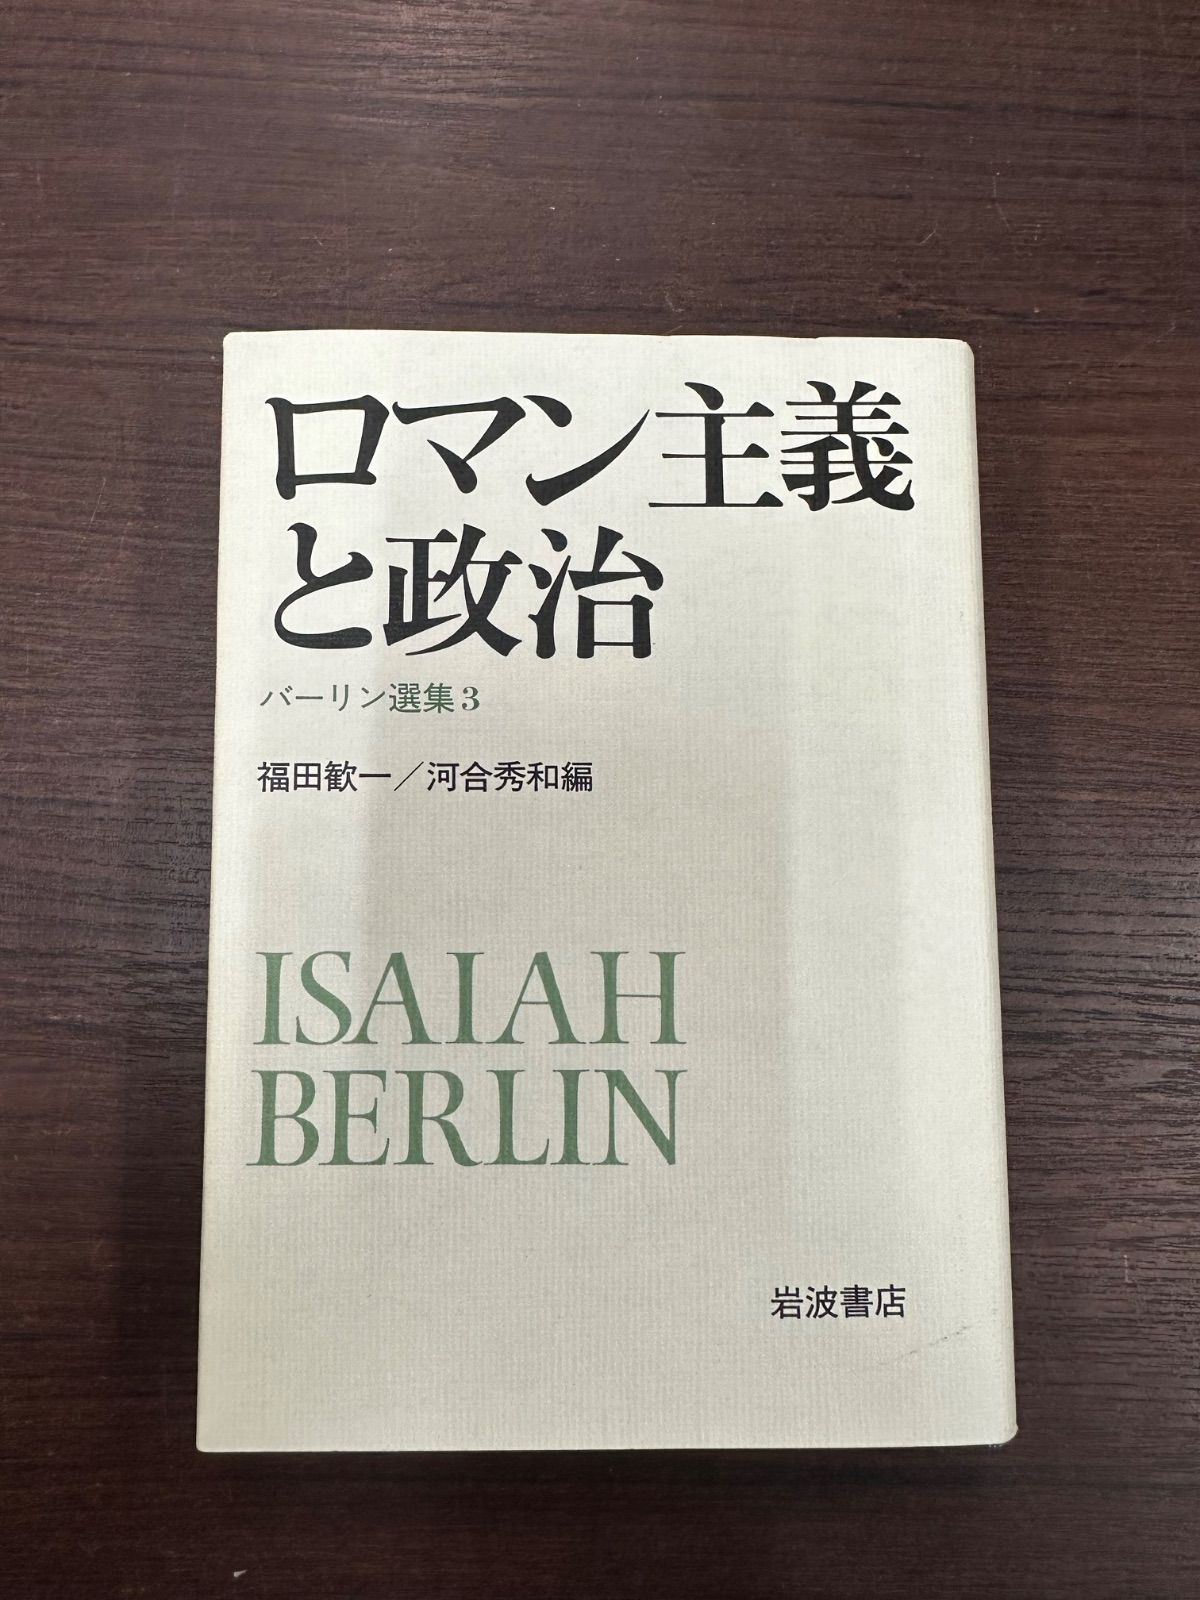 ロマン主義
と政治
バーリン選集3
福田歓一／河合秀和編
ISAIAH
BERLIN
岩波書店